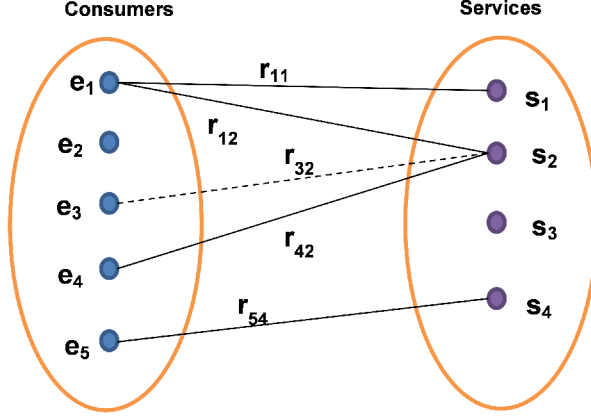 Consumers Services
e1 r11 s1
e2 r12 s2
e3 r32
e4 r42 s3
e5 r54 s4